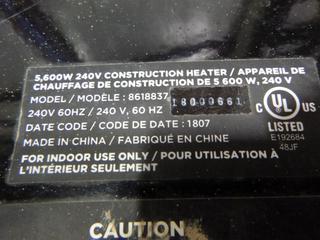 5,600W 240V CONSTRUCTION HEATER / APPAREIL DE
CHAUFFAGE DE CONSTRUCTION DE 5 600 W, 240 V
MODEL / MODÈLE: 8618837 18000661
240V 60HZ / 240 V, 60 HZ
DATE CODE / CODE DE DATE : 1807
MADE IN CHINA / FABRIQUÉ EN CHINE
FOR INDOOR USE ONLY / POUR UTILISATION À
L'INTÉRIEUR SEULEMENT
C UL US
LISTED
E192684
48JF
CAUTION